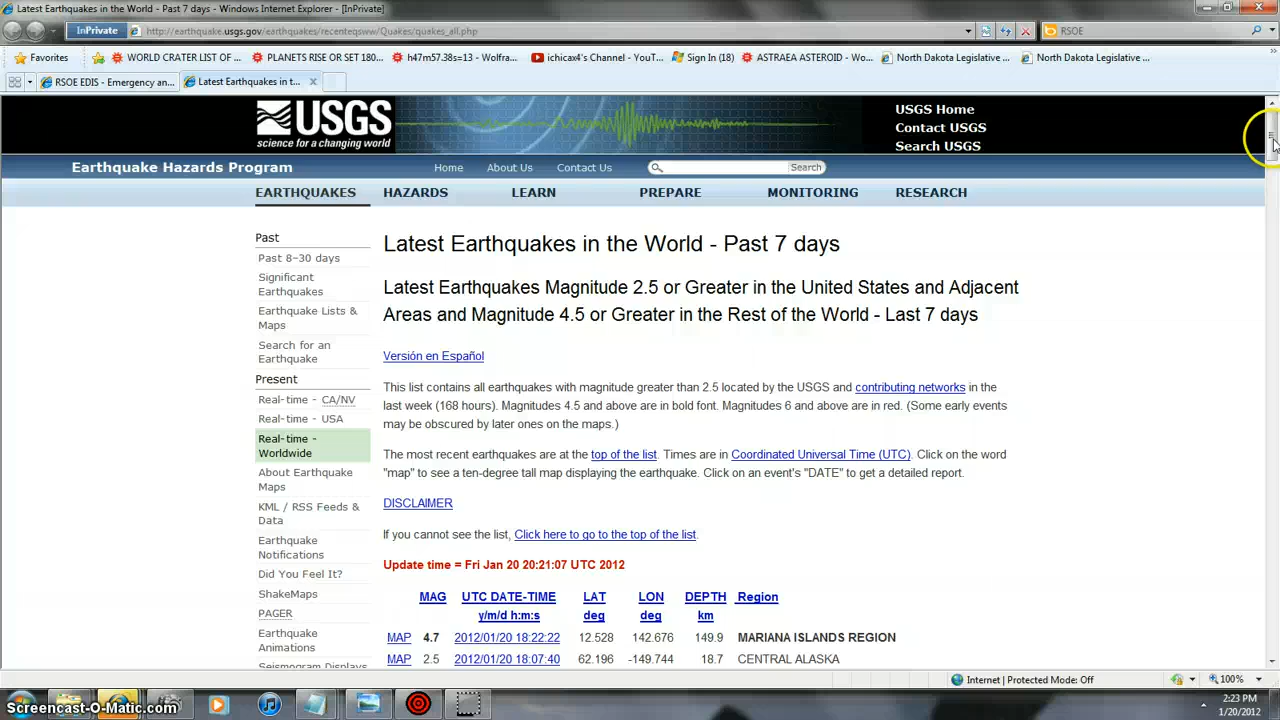 Latest Earthquakes in the World - Past 7 days - Windows Internet Explorer - [InPrivate]
InPrivate http://earthquake.usgs.gov/earthquakes/recenteqsww/Quakes/quakes_all.php RSOE
Favorites WORLD CRATER LIST OF ... PLANETS RISE OR SET 180... h47m57.38s=13 - Wolfra... ichicax4's Channel - YouT... Sign In (18) ASTRAEA ASTEROID - Wo... North Dakota Legislative ... North Dakota Legislative ...
RSOE EDIS - Emergency an... Latest Earthquakes in t...
USGS
science for a changing world
USGS Home
Contact USGS
Search USGS
Earthquake Hazards Program Home About Us Contact Us Search
EARTHQUAKES HAZARDS LEARN PREPARE MONITORING RESEARCH
Past
Past 8–30 days
Significant
Earthquakes
Earthquake Lists &
Maps
Search for an
Earthquake
Present
Real-time - CA/NV
Real-time - USA
Real-time -
Worldwide
About Earthquake
Maps
KML / RSS Feeds &
Data
Earthquake
Notifications
Did You Feel It?
ShakeMaps
PAGER
Earthquake
Animations
Seismogram Displays
Latest Earthquakes in the World - Past 7 days
Latest Earthquakes Magnitude 2.5 or Greater in the United States and Adjacent
Areas and Magnitude 4.5 or Greater in the Rest of the World - Last 7 days
Versión en Español
This list contains all earthquakes with magnitude greater than 2.5 located by the USGS and contributing networks in the
last week (168 hours). Magnitudes 4.5 and above are in bold font. Magnitudes 6 and above are in red. (Some early events
may be obscured by later ones on the maps.)
The most recent earthquakes are at the top of the list. Times are in Coordinated Universal Time (UTC). Click on the word
"map" to see a ten-degree tall map displaying the earthquake. Click on an event's "DATE" to get a detailed report.
DISCLAIMER
If you cannot see the list, Click here to go to the top of the list.
Update time = Fri Jan 20 20:21:07 UTC 2012
MAG UTC DATE-TIME LAT LON DEPTH Region
y/m/d h:m:s deg deg km
MAP 4.7 2012/01/20 18:22:22 12.528 142.676 149.9 MARIANA ISLANDS REGION
MAP 2.5 2012/01/20 18:07:40 62.196 -149.744 18.7 CENTRAL ALASKA
Internet | Protected Mode: Off 100%
Screencast-O-Matic.com
2:23 PM
1/20/2012